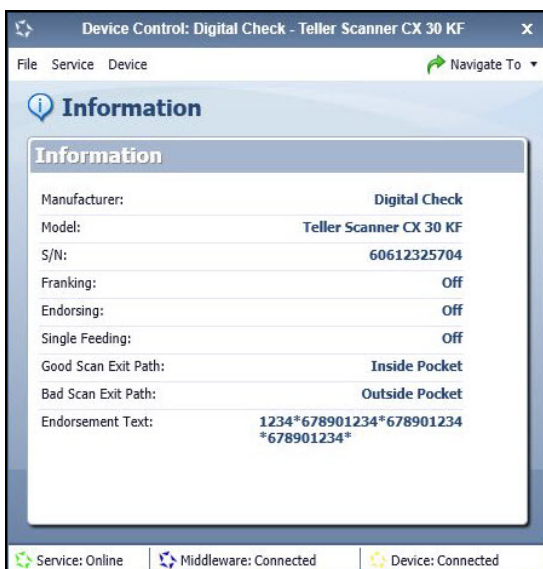 Device Control: Digital Check - Teller Scanner CX 30 KF x
File Service Device Navigate To
Information
Information
Manufacturer: Digital Check
Model: Teller Scanner CX 30 KF
S/N: 60612325704
Franking: Off
Endorsing: Off
Single Feeding: Off
Good Scan Exit Path: Inside Pocket
Bad Scan Exit Path: Outside Pocket
Endorsement Text: 1234*678901234*678901234
*678901234*
Service: Online Middleware: Connected Device: Connected